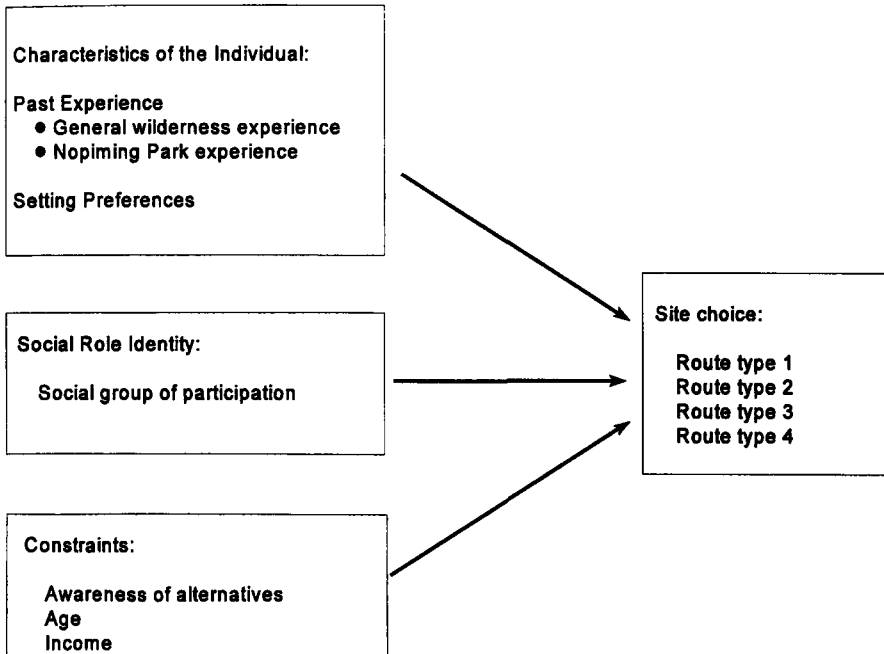 Characteristics of the Individual:
Past Experience
● General wilderness experience
● Nopiming Park experience
Setting Preferences
Social Role Identity:
Social group of participation
Constraints:
Awareness of alternatives
Age
Income
Site choice:
Route type 1
Route type 2
Route type 3
Route type 4